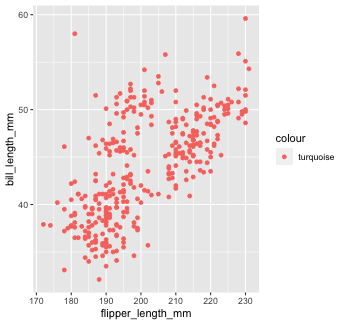 60
50
40
bill_length_mm
170 180 190 200 210 220 230
flipper_length_mm
colour
turquoise